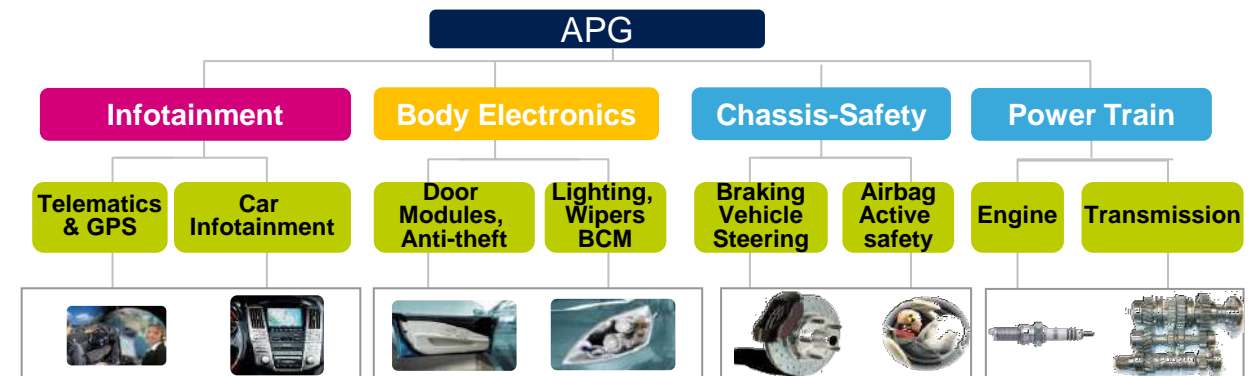 APG
Infotainment
Body Electronics
Chassis-Safety
Power Train
Telematics
& GPS
Car
Infotainment
Door
Modules,
Anti-theft
Lighting,
Wipers
BCM
Braking
Vehicle
Steering
Airbag
Active
safety
Engine
Transmission